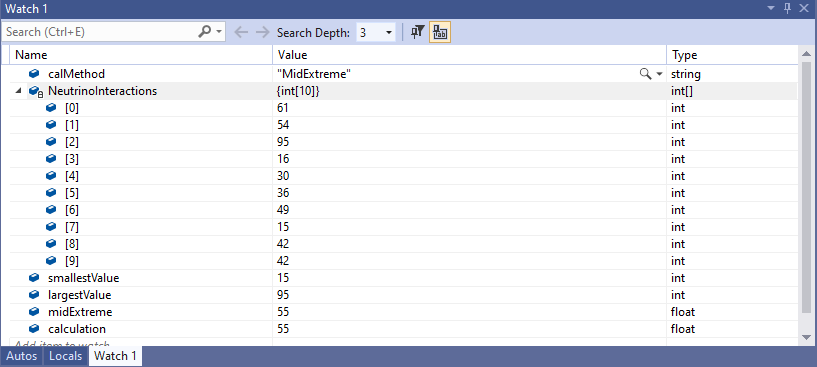 Watch 1
Search (Ctrl+E) Search Depth: 3
Name Value Type
calMethod "MidExtreme" string
NeutrinoInteractions {int[10]} int[]
[0] 61 int
[1] 54 int
[2] 95 int
[3] 16 int
[4] 30 int
[5] 36 int
[6] 49 int
[7] 15 int
[8] 42 int
[9] 42 int
smallestValue 15 int
largestValue 95 int
midExtreme 55 float
calculation 55 float
Add item to watch
Autos Locals Watch 1